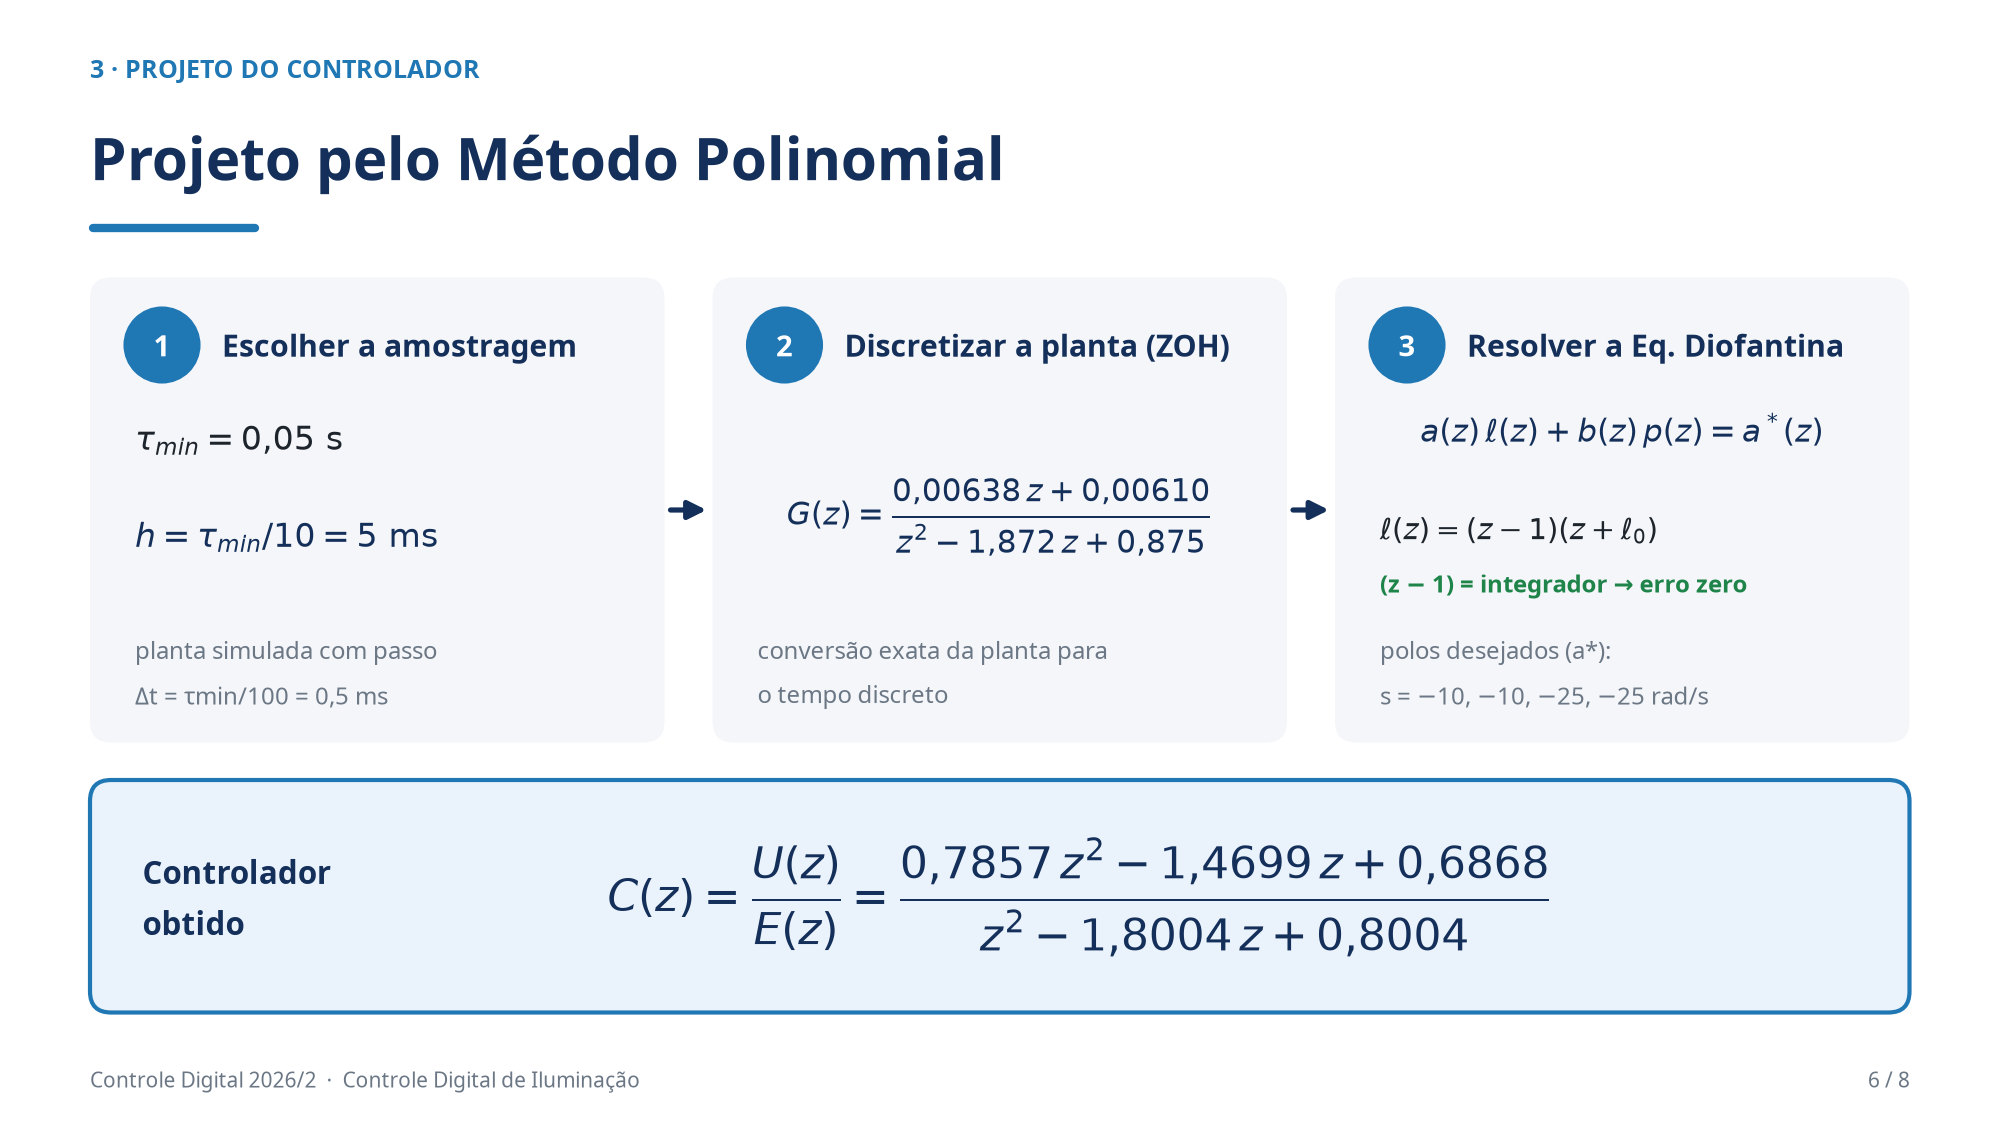 3 · PROJETO DO CONTROLADOR
Projeto pelo Método Polinomial
1 Escolher a amostragem
τ_min = 0,05 s
h = τ_min/10 = 5 ms
planta simulada com passo
Δt = τmin/100 = 0,5 ms
2 Discretizar a planta (ZOH)
G(z) = (0,00638 z + 0,00610) / (z² − 1,872 z + 0,875)
conversão exata da planta para
o tempo discreto
3 Resolver a Eq. Diofantina
a(z) ℓ(z) + b(z) p(z) = a*(z)
ℓ(z) = (z − 1)(z + ℓ₀)
(z − 1) = integrador → erro zero
polos desejados (a*):
s = −10, −10, −25, −25 rad/s
Controlador
obtido
C(z) = U(z)/E(z) = (0,7857 z² − 1,4699 z + 0,6868) / (z² − 1,8004 z + 0,8004)
Controle Digital 2026/2 · Controle Digital de Iluminação
6 / 8